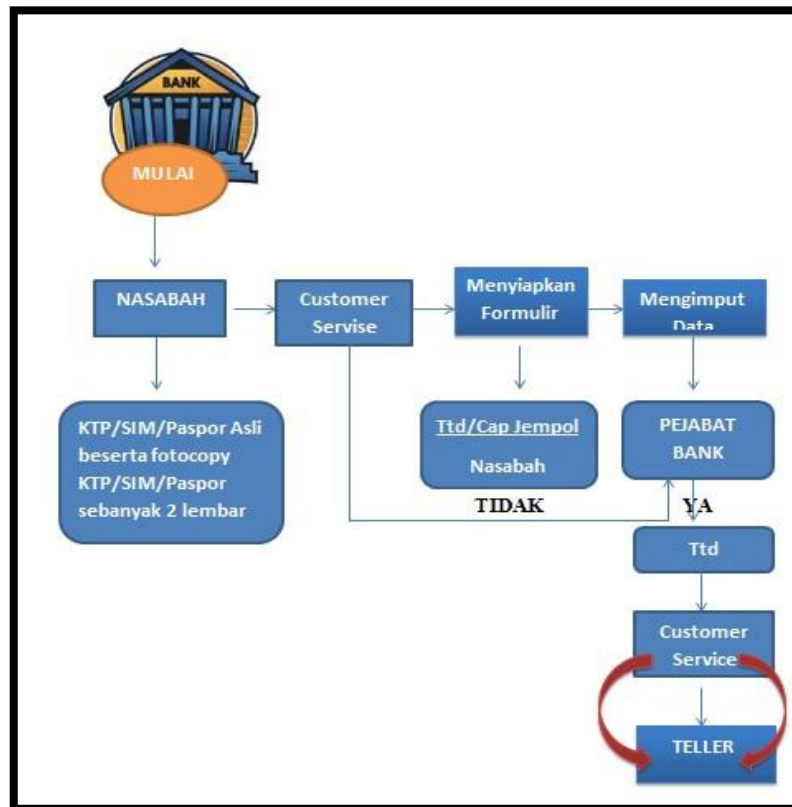 BANK
MULAI
NASABAH
Customer
Servise
Menyiapkan
Formulir
Mengimput
Data
KTP/SIM/Paspor Asli
beserta fotocopy
KTP/SIM/Paspor
sebanyak 2 lembar
Ttd/Cap Jempol
Nasabah
PEJABAT
BANK
TIDAK
YA
Ttd
Customer
Service
TELLER